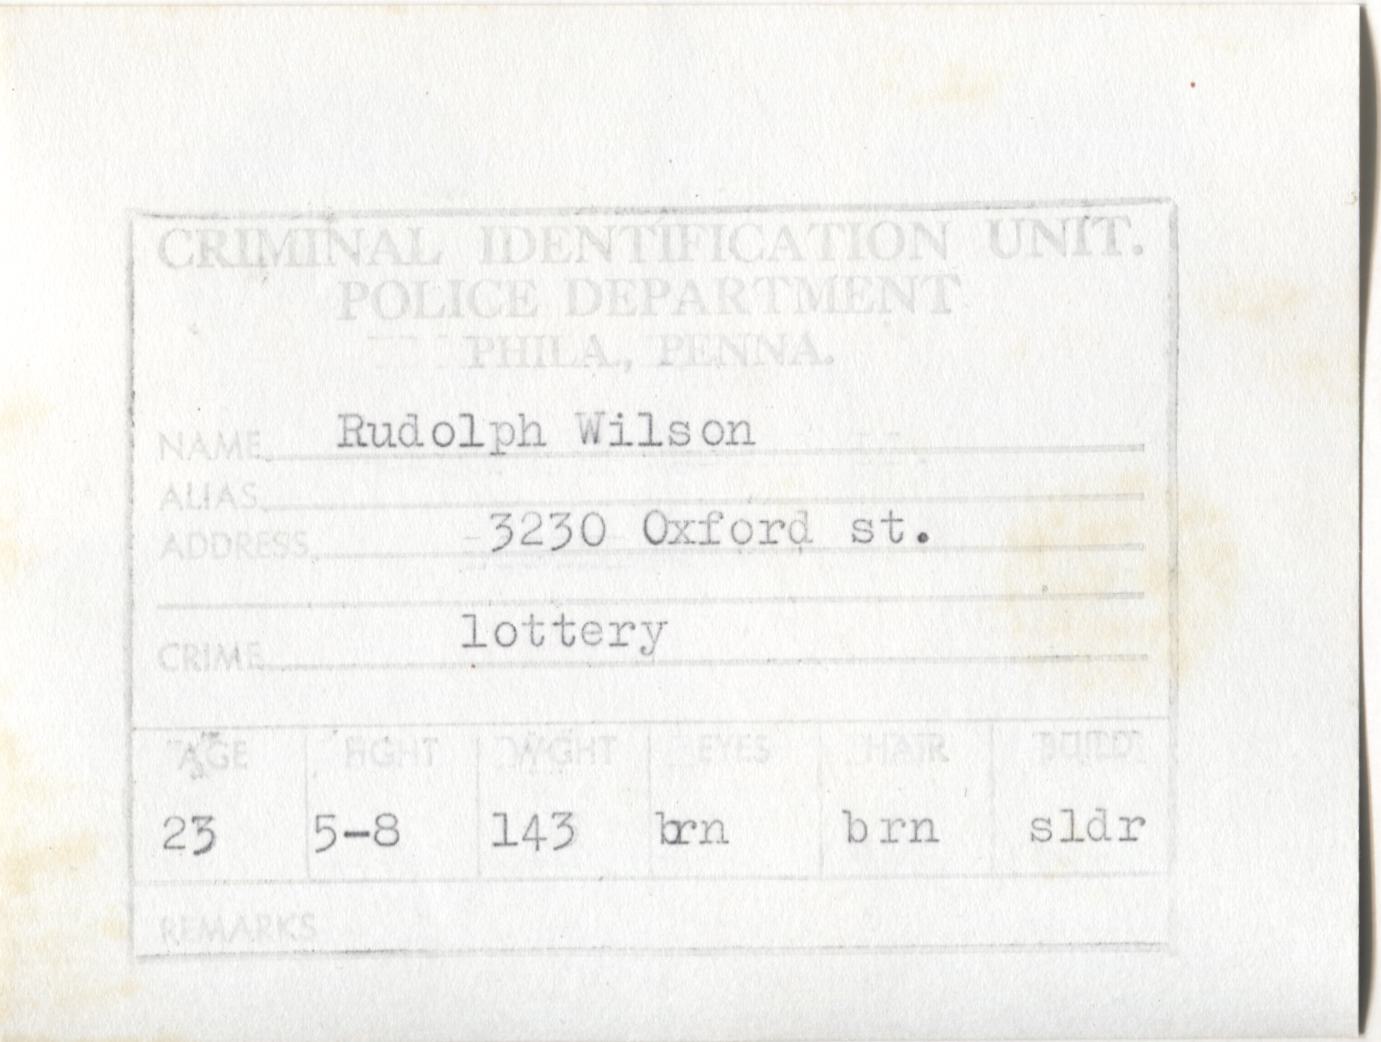 CRIMINAL IDENTIFICATION UNIT.
POLICE DEPARTMENT
PHILA., PENNA.
NAME Rudolph Wilson
ALIAS
ADDRESS 3230 Oxford st.
CRIME lottery
AGE HGHT WGHT EYES HAIR BUILD
23 5-8 143 brn brn sldr
REMARKS